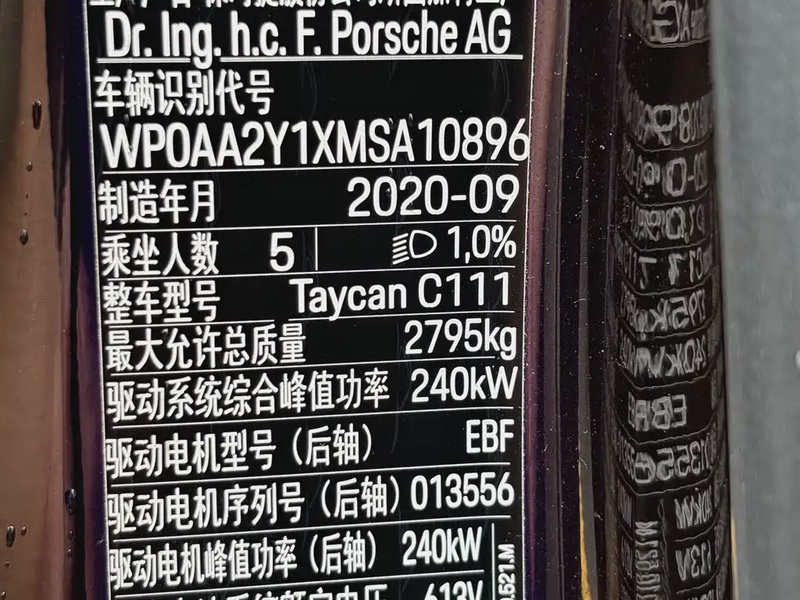 Dr. Ing. h.c. F. Porsche AG
车辆识别代号
WP0AA2Y1XMSA10896
制造年月 2020-09
乘坐人数 5 1,0%
整车型号 Taycan C111
最大允许总质量 2795kg
驱动系统综合峰值功率 240kW
驱动电机型号（后轴） EBF
驱动电机序列号（后轴） 013556
驱动电机峰值功率（后轴） 240kW
613V
.521.M